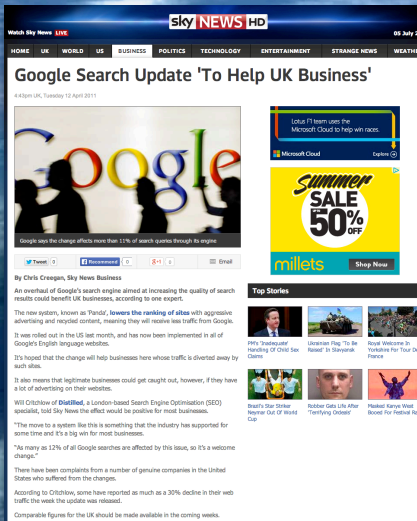 sky NEWS HD
Watch Sky News LIVE
05 July 2
HOME UK WORLD US BUSINESS POLITICS TECHNOLOGY ENTERTAINMENT STRANGE NEWS WEATHE
Google Search Update 'To Help UK Business'
4:43pm UK, Tuesday 12 April 2011
Google
Google says the change affects more than 11% of search queries through its engine
Tweet 0
Recommend 0
+1 0
Email
By Chris Creegan, Sky News Business
An overhaul of Google's search engine aimed at increasing the quality of search
results could benefit UK businesses, according to one expert.
The new system, known as 'Panda', lowers the ranking of sites with aggressive
advertising and recycled content, meaning they will receive less traffic from Google.
It was rolled out in the US last month, and has now been implemented in all of
Google's English language websites.
It's hoped that the change will help businesses here whose traffic is diverted away by
such sites.
It also means that legitimate businesses could get caught out, however, if they have
a lot of advertising on their websites.
Will Critchlow of Distilled, a London-based Search Engine Optimisation (SEO)
specialist, told Sky News the effect would be positive for most businesses.
"The move to a system like this is something that the industry has supported for
some time and it's a big win for most businesses.
"As many as 12% of all Google searches are affected by this issue, so it's a welcome
change."
There have been complaints from a number of genuine companies in the United
States who suffered from the changes.
According to Critchlow, some have reported as much as a 30% decline in their web
traffic the week the update was released.
Comparable figures for the UK should be made available in the coming weeks.
Lotus F1 team uses the
Microsoft Cloud to help win races.
Microsoft Cloud
Explore
Summer
SALE
UP TO
50%
OFF
millets
Shop Now
Top Stories
PM's 'Inadequate'
Handling Of Child Sex
Claims
Ukrainian Flag 'To Be
Raised' In Slavyansk
Royal Welcome In
Yorkshire For Tour De
France
Brazil's Star Striker
Neymar Out Of World
Cup
Robber Gets Life After
'Terrifying Ordeals'
Masked Kanye West
Booed For Festival Ra